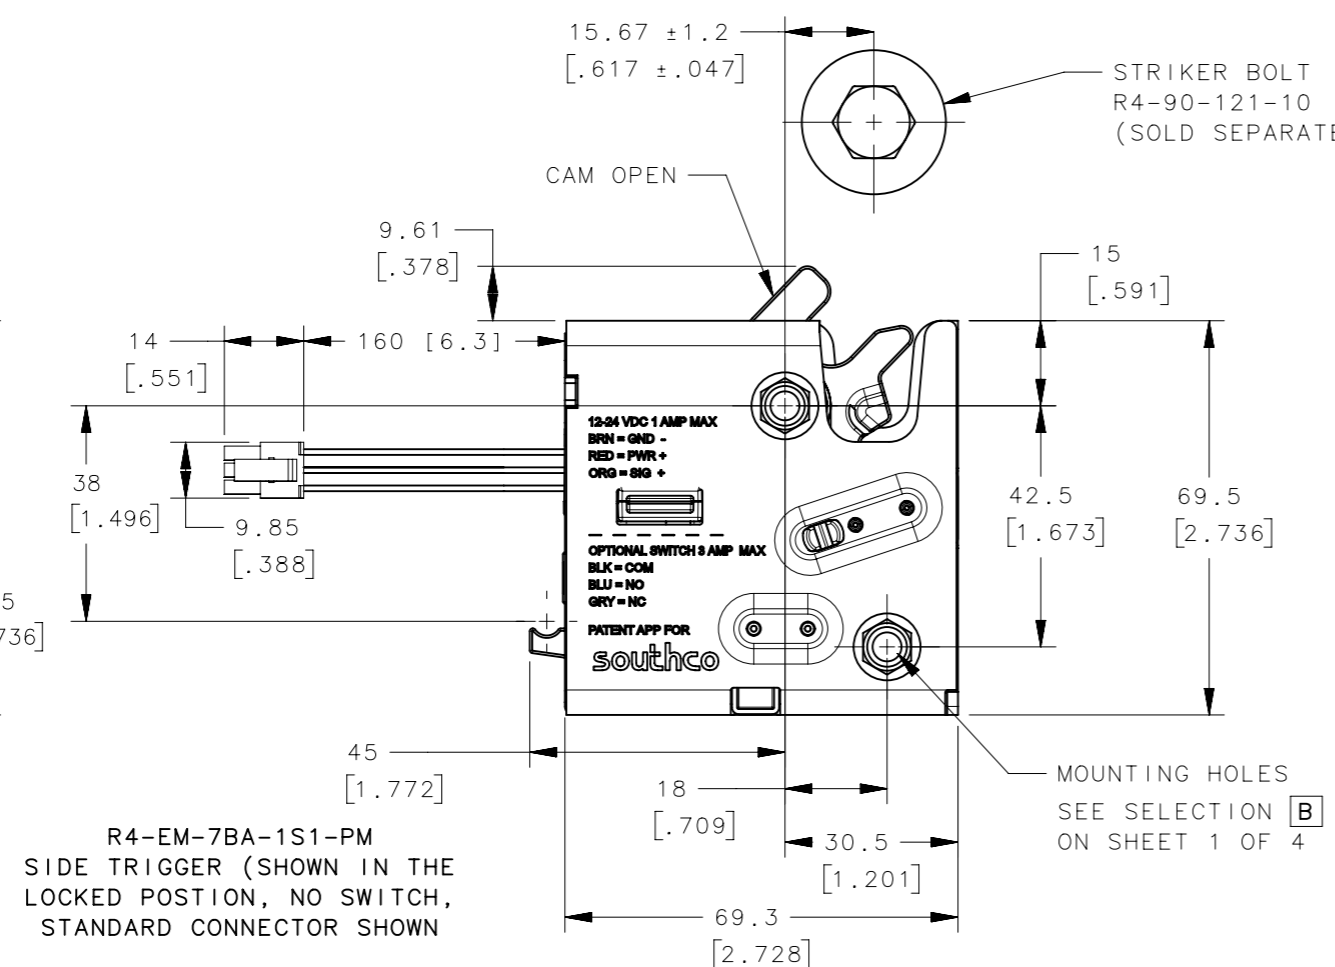 15.67 ±1.2
[.617 ±.047]
STRIKER BOLT
R4-90-121-10
(SOLD
CAM OPEN
9.61
[.378]
15
[.591]
14
[.551]
160 [6.3]
12-24 VDC 1 AMP MAX
BRN = GND -
RED = PWR +
ORG = SIG +
38
[1.496]
9.85
[.388]
42.5
[1.673]
69.5
[2.736]
OPTIONAL SWITCH 3 AMP MAX
BLK = COM
BLU = NO
GRY = NC
5
736]
PATENT APP FOR
southco
45
[1.772]
18
[.709]
30.5
[1.201]
69.3
[2.728]
MOUNTING HOLES
SEE SELECTION B
ON SHEET 1 OF 4
R4-EM-7BA-1S1-PM
SIDE TRIGGER (SHOWN IN THE
LOCKED POSTION, NO SWITCH,
STANDARD CONNECTOR SHOWN